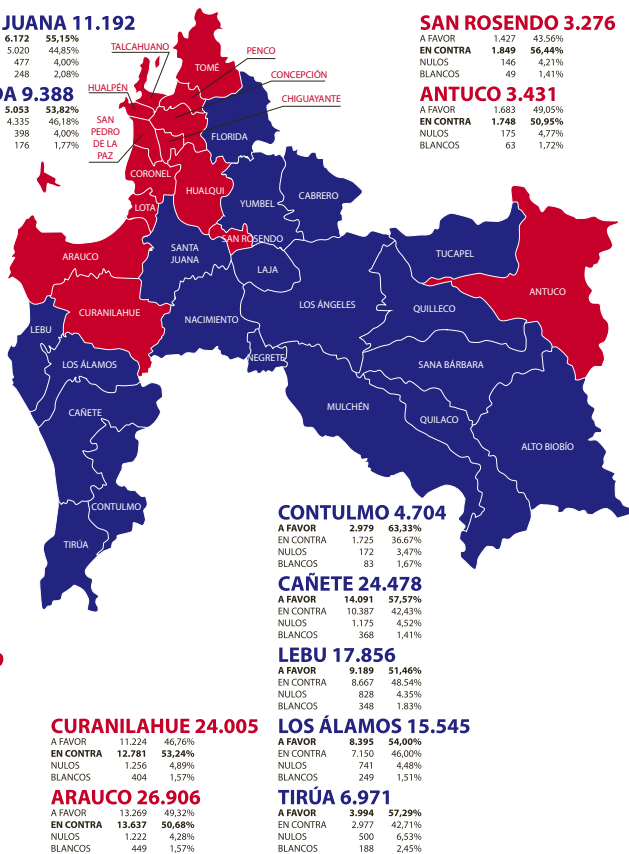 JUANA 11.192
6.172 55,15%
5.020 44,85%
477 4,00%
248 2,08%
DA 9.388
5.053 53,82%
4.335 46,18%
398 4,00%
176 1,77%
SAN ROSENDO 3.276
A FAVOR 1.427 43.56%
EN CONTRA 1.849 56,44%
NULOS 146 4,21%
BLANCOS 49 1,41%
ANTUCO 3.431
A FAVOR 1.683 49,05%
EN CONTRA 1.748 50,95%
NULOS 175 4,77%
BLANCOS 63 1,72%
TALCAHUANO
PENCO
TOMÉ
CONCEPCIÓN
HUALPÉN
CHIGUAYANTE
SAN
PEDRO
DE LA
PAZ
FLORIDA
CORONEL
HUALQUI
CABRERO
YUMBEL
LOTA
SAN ROSENDO
SANTA
JUANA
ARAUCO
TUCAPEL
LAJA
ANTUCO
LOS ÁNGELES
QUILLECO
CURANILAHUE
NACIMIENTO
LEBU
NEGRETE
LOS ÁLAMOS
SANA BÁRBARA
MULCHÉN
CAÑETE
QUILACO
ALTO BIOBÍO
CONTULMO
TIRÚA
CONTULMO 4.704
A FAVOR 2.979 63,33%
EN CONTRA 1.725 36.67%
NULOS 172 3,47%
BLANCOS 83 1,67%
CAÑETE 24.478
A FAVOR 14.091 57,57%
EN CONTRA 10.387 42,43%
NULOS 1.175 4,52%
BLANCOS 368 1,41%
LEBU 17.856
A FAVOR 9.189 51,46%
EN CONTRA 8.667 48.54%
NULOS 828 4.35%
BLANCOS 348 1.83%
CURANILAHUE 24.005
A FAVOR 11.224 46,76%
EN CONTRA 12.781 53,24%
NULOS 1.256 4,89%
BLANCOS 404 1,57%
LOS ÁLAMOS 15.545
A FAVOR 8.395 54,00%
EN CONTRA 7.150 46,00%
NULOS 741 4,48%
BLANCOS 249 1,51%
ARAUCO 26.906
A FAVOR 13.269 49,32%
EN CONTRA 13.637 50,68%
NULOS 1.222 4,28%
BLANCOS 449 1,57%
TIRÚA 6.971
A FAVOR 3.994 57,29%
EN CONTRA 2.977 42,71%
NULOS 500 6,53%
BLANCOS 188 2,45%